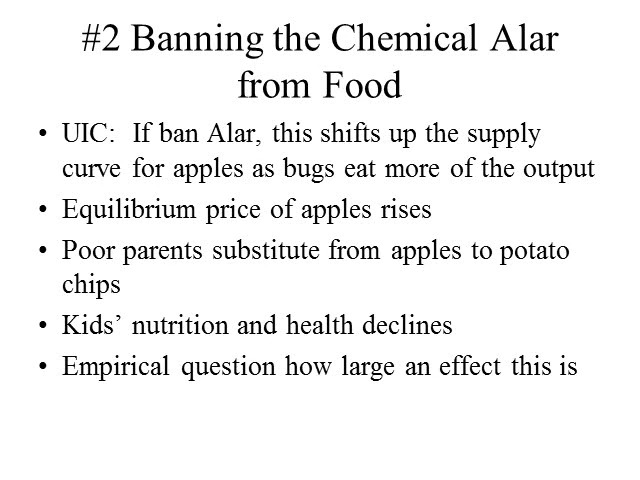 #2 Banning the Chemical Alar
from Food
• UIC: If ban Alar, this shifts up the supply
curve for apples as bugs eat more of the output
• Equilibrium price of apples rises
• Poor parents substitute from apples to potato
chips
• Kids’ nutrition and health declines
• Empirical question how large an effect this is